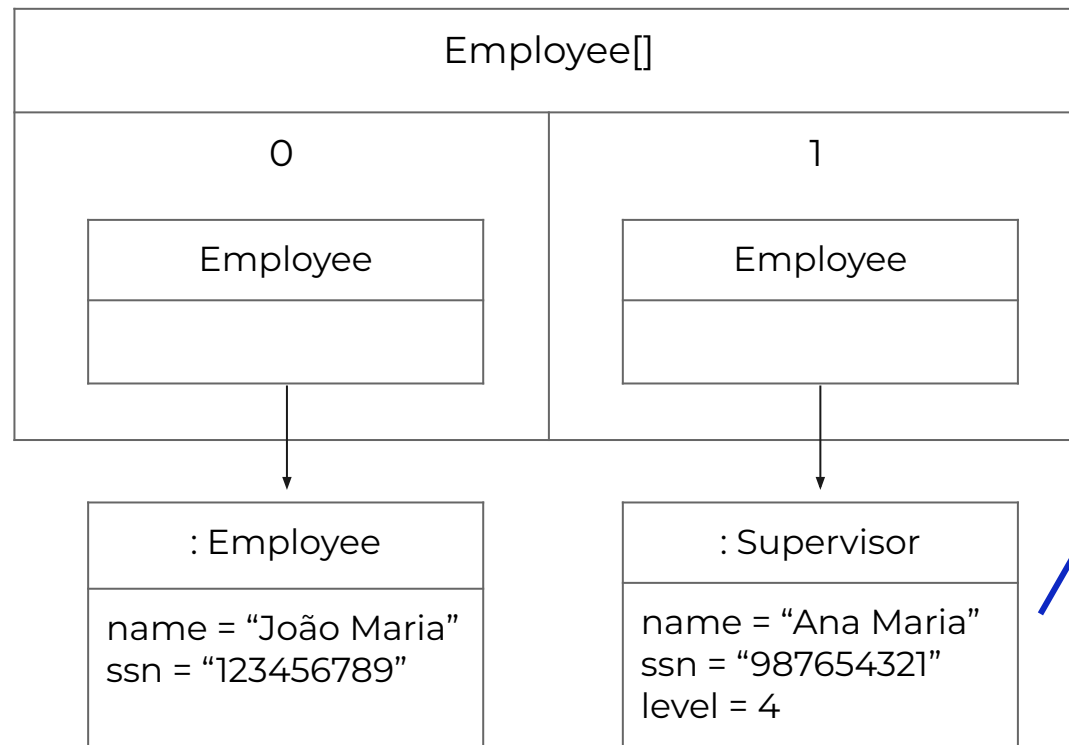 Employee[]
0
1
Employee
Employee
: Employee
: Supervisor
name = “João Maria”
ssn = “123456789”
name = “Ana Maria”
ssn = “987654321”
level = 4